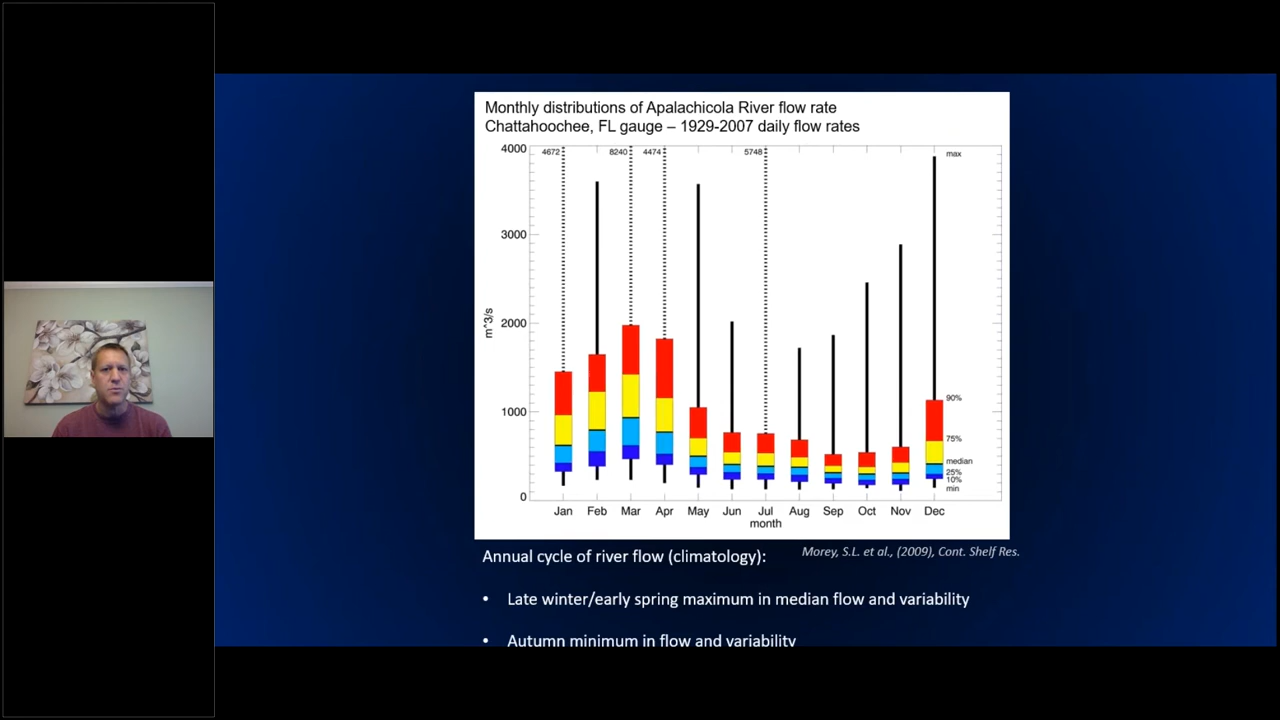 Monthly distributions of Apalachicola River flow rate
Chattahoochee, FL gauge – 1929-2007 daily flow rates
4000
4672
8240
4474
5748
max
3000
m^3/s
2000
1000
90%
75%
median
25%
10%
min
0
Jan Feb Mar Apr May Jun Jul Aug Sep Oct Nov Dec
month
Annual cycle of river flow (climatology):
Morey, S.L. et al., (2009), Cont. Shelf Res.
• Late winter/early spring maximum in median flow and variability
• Autumn minimum in flow and variability